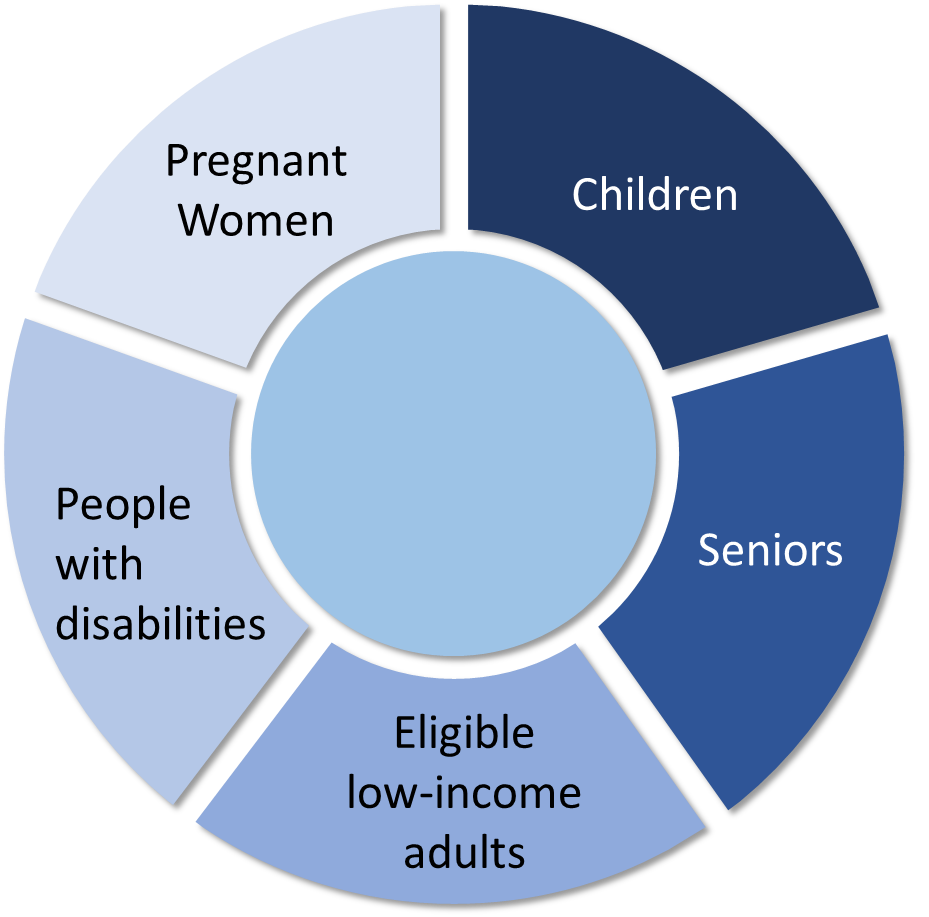 Pregnant
Women
Children
Seniors
Eligible
low-income
adults
People
with
disabilities